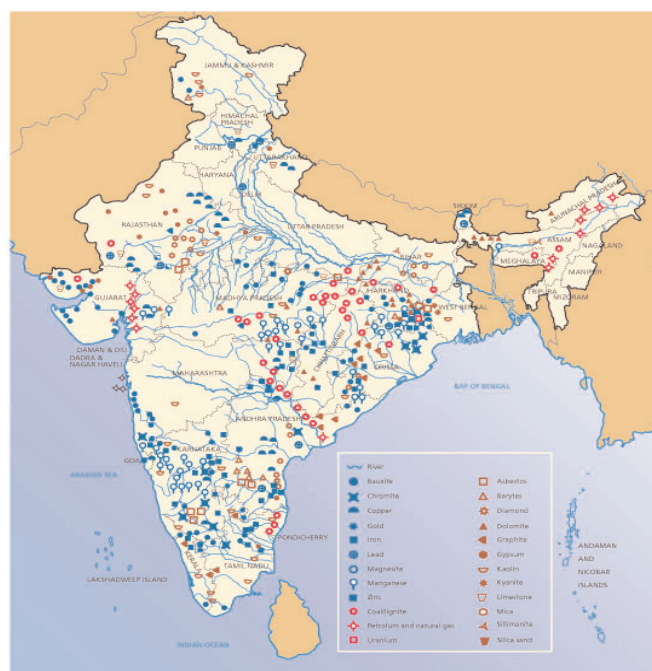 JAMMU & KASHMIR
HIMACHAL
PRADESH
PUNJAB
UTTARAKHAND
HARYANA
DELHI
ARUNACHAL PRADESH
SIKKIM
RAJASTHAN
UTTAR PRADESH
ASSAM
NAGALAND
BIHAR
MEGHALAYA
MANIPUR
JHARKHAND
TRIPURA
MIZORAM
GUJARAT
MADHYA PRADESH
WEST BENGAL
CHHATTISGARH
DAMAN & DIU
DADRA &
NAGAR HAVELI
MAHARASHTRA
ORISSA
BAY OF BENGAL
ANDHRA PRADESH
KARNATAKA
GOA
ARABIAN SEA
PONDICHERRY
KERALA
TAMIL NADU
LAKSHADWEEP ISLAND
INDIAN OCEAN
ANDAMAN
AND
NICOBAR
ISLANDS
River
Bauxite
Chromite
Copper
Gold
Iron
Lead
Magnesite
Manganese
Zinc
Coal/lignite
Petrolium and natural gas
Uranium
Asbestos
Barytes
Diamond
Dolomite
Graphite
Gypsum
Kaolin
Kyanite
Limestone
Mica
Sillimanite
Silica sand